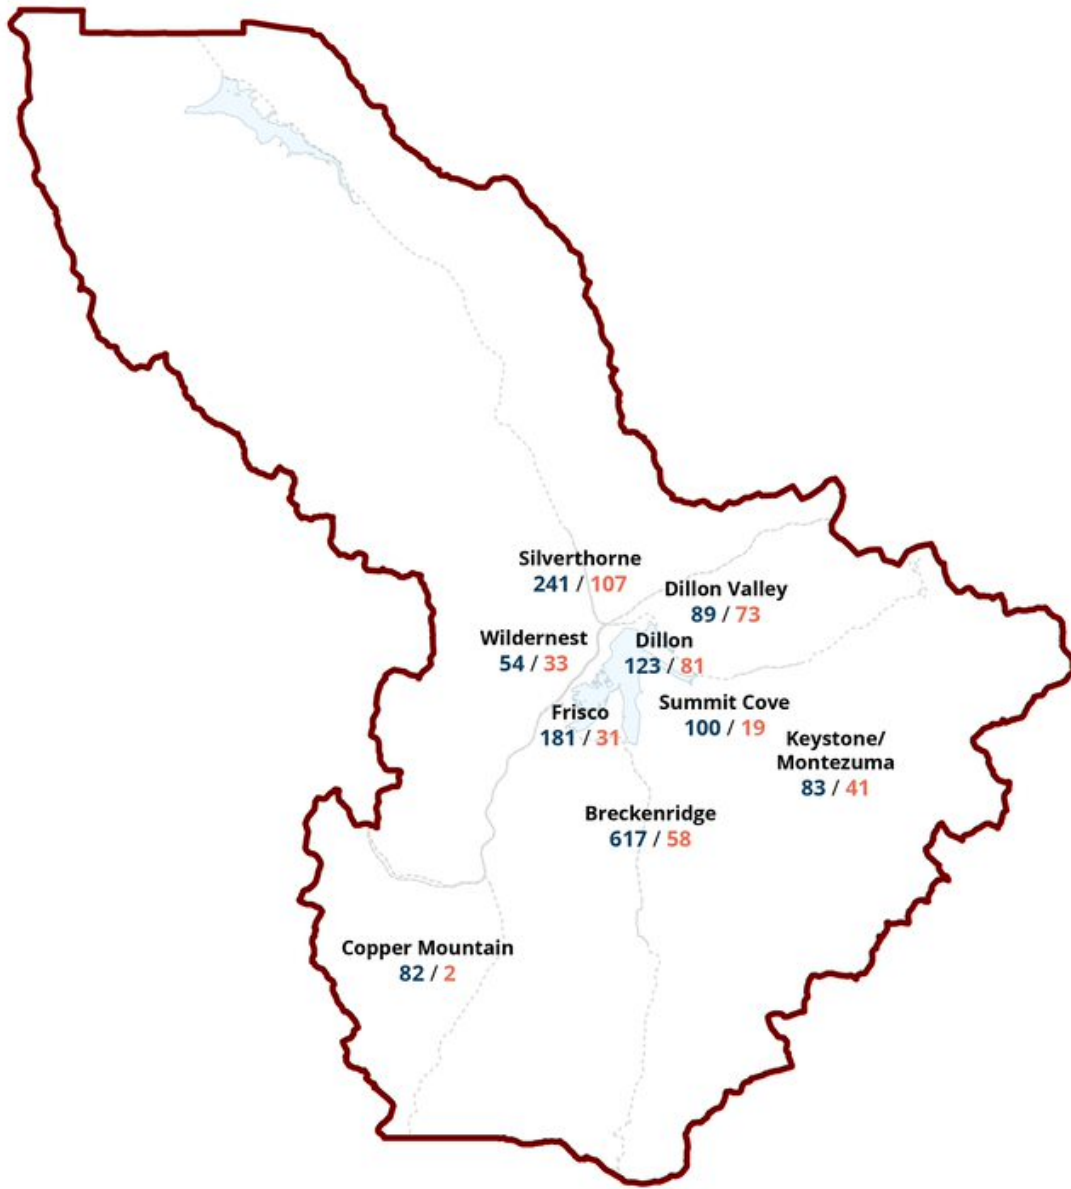 Silverthorne
241 / 107
Dillon Valley
89 / 73
Wildernest
54 / 33
Dillon
123 / 81
Summit Cove
100 / 19
Frisco
181 / 31
Keystone/
Montezuma
83 / 41
Breckenridge
617 / 58
Copper Mountain
82 / 2